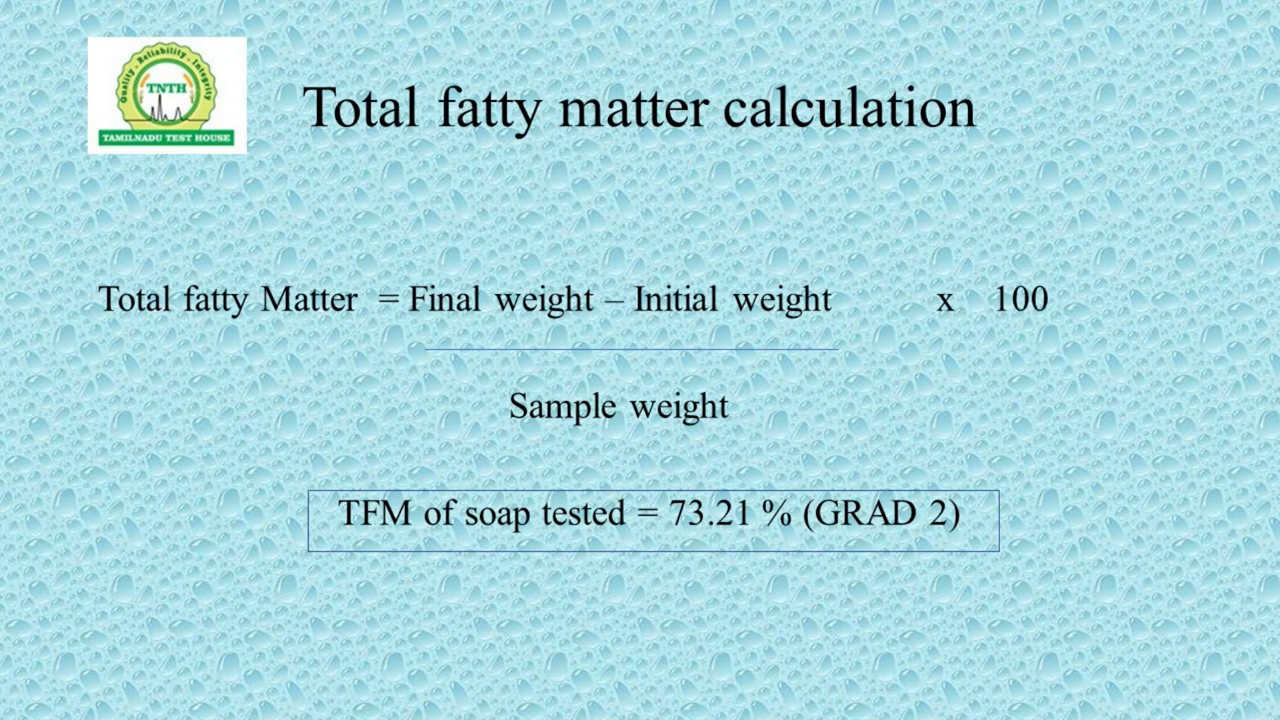 Quality . Reliability . Integrity
TNTH
TAMILNADU TEST HOUSE
Total fatty matter calculation
Total fatty Matter = Final weight – Initial weight x 100
Sample weight
TFM of soap tested = 73.21 % (GRAD 2)